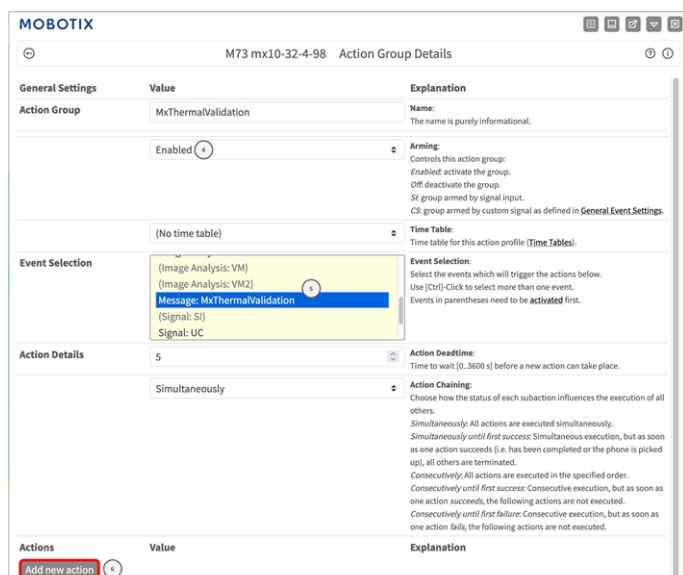 MOBOTIX
M73 mx10-32-4-98 Action Group Details
General Settings Value Explanation
Action Group MxThermalValidation Name:
The name is purely informational.
Enabled 4 Arming:
Controls this action group:
Enabled: activate the group.
Off: deactivate the group.
SI: group armed by signal input.
CS: group armed by custom signal as defined in General Event Settings.
(No time table) Time Table:
Time table for this action profile (Time Tables).
Event Selection Event Selection:
(Image Analysis: VM) Select the events which will trigger the actions below.
(Image Analysis: VM2) Use [Ctrl]-Click to select more than one event.
5
Message: MxThermalValidation Events in parentheses need to be activated first.
(Signal: SI)
Signal: UC
Action Details 5 Action Deadtime:
Time to wait [0..3600 s] before a new action can take place.
Simultaneously Action Chaining:
Choose how the status of each subaction influences the execution of all
others.
Simultaneously: All actions are executed simultaneously.
Simultaneously until first success: Simultaneous execution, but as soon
as one action succeeds (i.e. has been completed or the phone is picked
up), all others are terminated.
Consecutively: All actions are executed in the specified order.
Consecutively until first success: Consecutive execution, but as soon as
one action succeeds, the following actions are not executed.
Consecutively until first failure: Consecutive execution, but as soon as
one action fails, the following actions are not executed.
Actions Value Explanation
Add new action 6